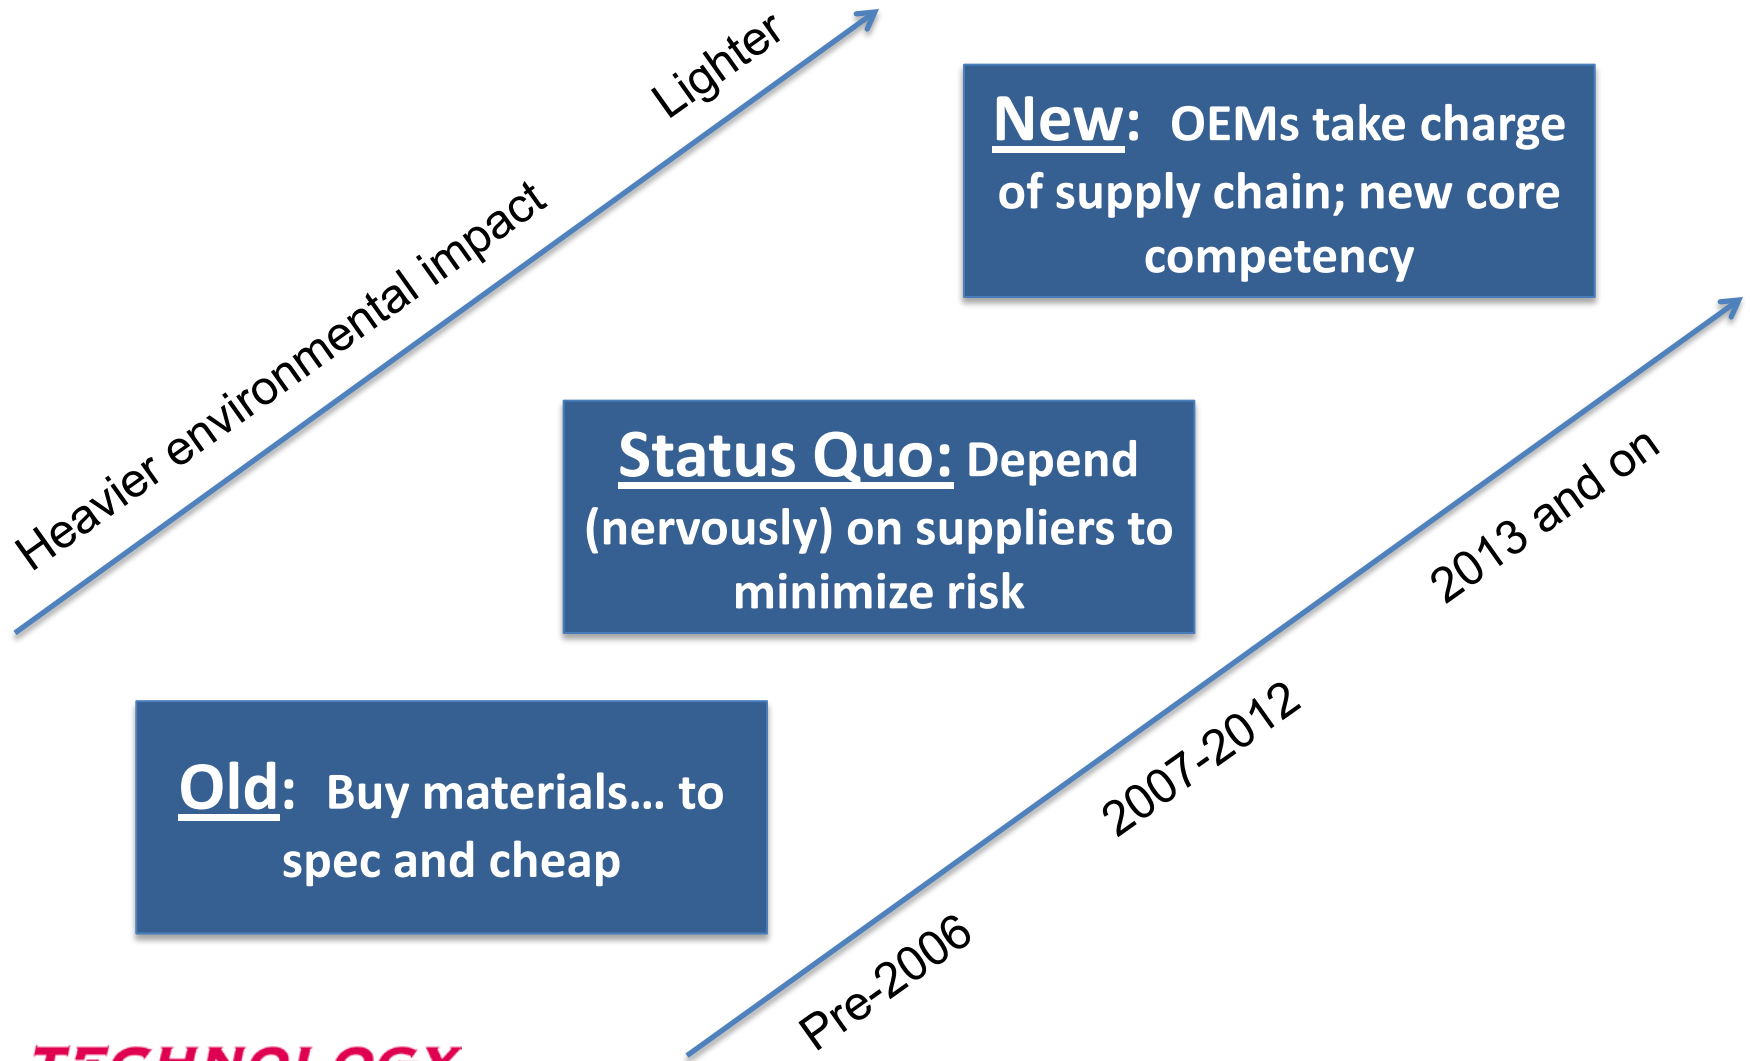 Lighter
Heavier environmental impact
New: OEMs take charge
of supply chain; new core
competency
Status Quo: Depend
(nervously) on suppliers to
minimize risk
Old: Buy materials... to
spec and cheap
2013 and on
2007-2012
Pre-2006
TECHNOLOGY